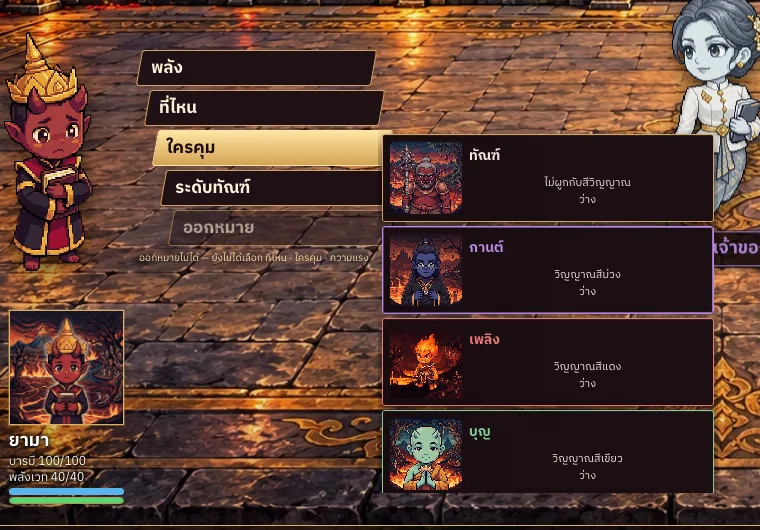 พลัง
ที่ไหน
ใครคุม
ระดับทัณฑ์
ออกหมาย
ออกหมายไม่ได้ — ยังไม่ได้เลือก ที่ไหน · ใครคุม · ความแรง
ทัณฑ์
ไม่ผูกกับสีวิญญาณ
ว่าง
กานต์
วิญญาณสีม่วง
ว่าง
เพลิง
วิญญาณสีแดง
ว่าง
บุญ
วิญญาณสีเขียว
ว่าง
ยามา
บารมี 100/100
พลังเวท 40/40